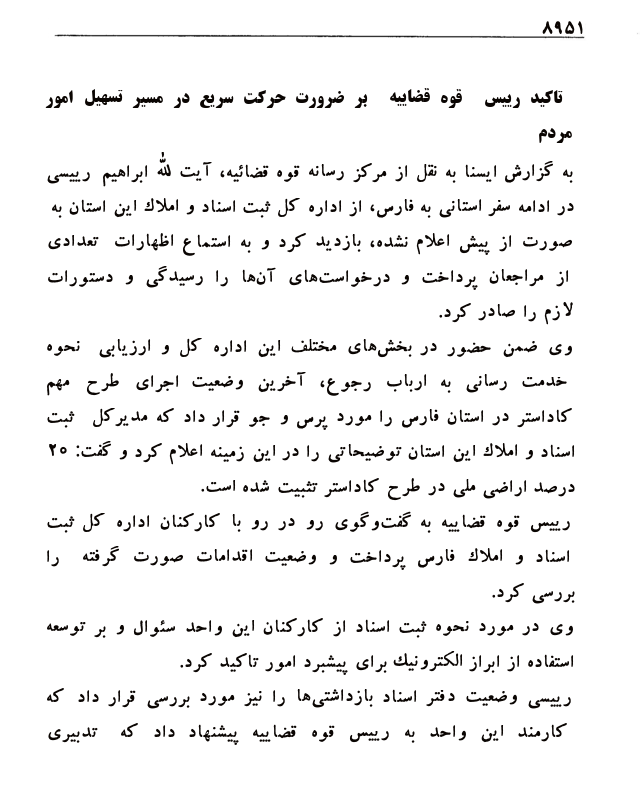 ۸۹۵۱
تاکید رییس قوه قضاییه بر ضرورت حرکت سریع در مسیر تسهیل امور
مردم
به گزارش ایسنا به نقل از مرکز رسانه قوه قضائیه، آیت لله ابراهیم رییسی
در ادامه سفر استانی به فارس، از اداره کل ثبت اسناد و املاک این استان به
صورت از پیش اعلام نشده، بازدید کرد و به استماع اظهارات تعدادی
از مراجعان پرداخت و درخواست‌های آن‌ها را رسیدگی و دستورات
لازم را صادر کرد.
وی ضمن حضور در بخش‌های مختلف این اداره کل و ارزیابی نحوه
خدمت رسانی به ارباب رجوع، آخرین وضعیت اجرای طرح مهم
کاداستر در استان فارس را مورد پرس و جو قرار داد که مدیرکل ثبت
اسناد و املاک این استان توضیحاتی را در این زمینه اعلام کرد و گفت: ۲۵
درصد اراضی ملی در طرح کاداستر تثبیت شده است.
رییس قوه قضاییه به گفت‌وگوی رو در رو با کارکنان اداره کل ثبت
اسناد و املاک فارس پرداخت و وضعیت اقدامات صورت گرفته را
بررسی کرد.
وی در مورد نحوه ثبت اسناد از کارکنان این واحد سئوال و بر توسعه
استفاده از ابراز الکترونیک برای پیشبرد امور تاکید کرد.
رییسی وضعیت دفتر اسناد بازداشتی‌ها را نیز مورد بررسی قرار داد که
کارمند این واحد به رییس قوه قضاییه پیشنهاد داد که تدبیری